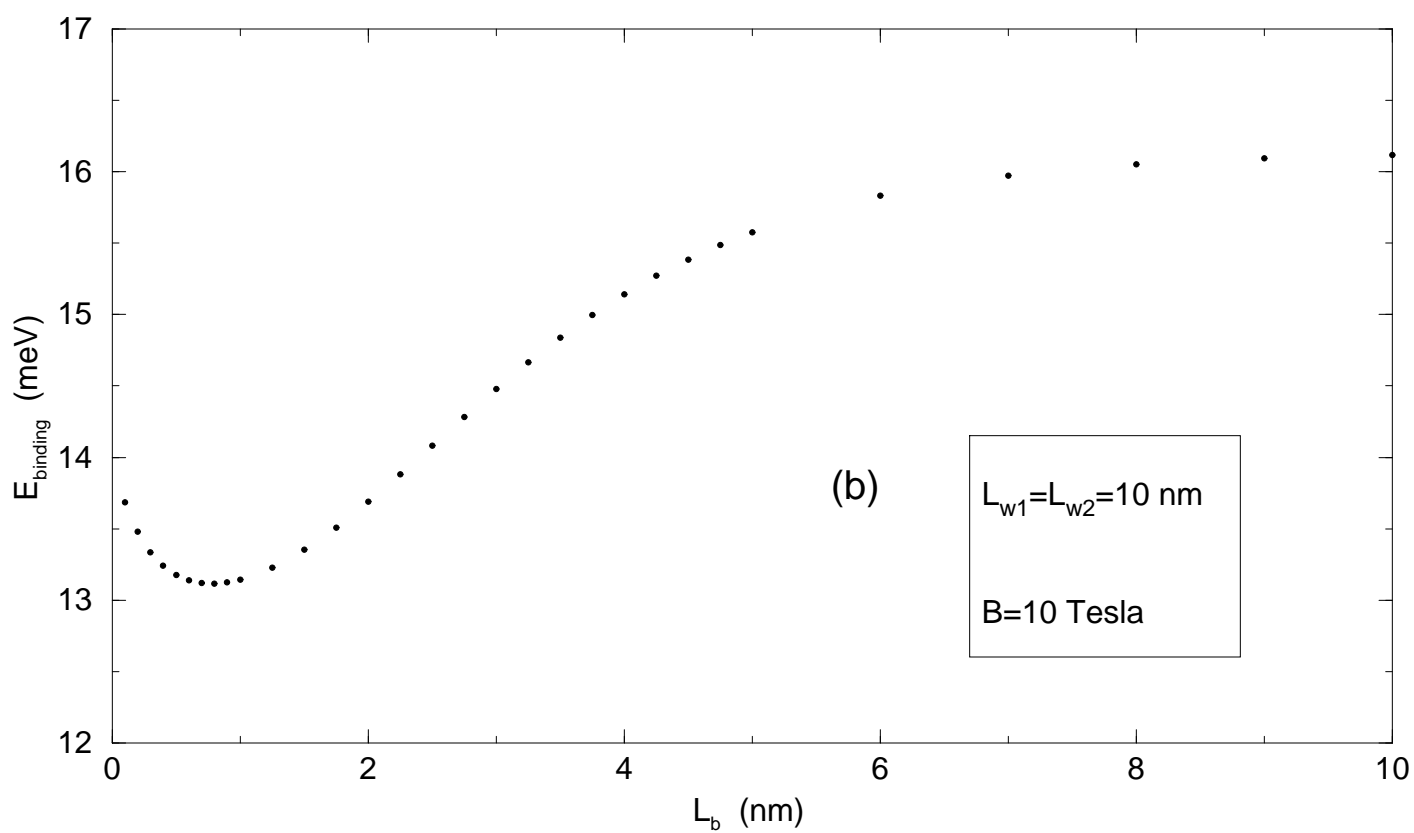 17
16
15
14
13
12
E_binding (meV)
0 2 4 6 8 10
L_b (nm)
(b)
L_w1=L_w2=10 nm
B=10 Tesla